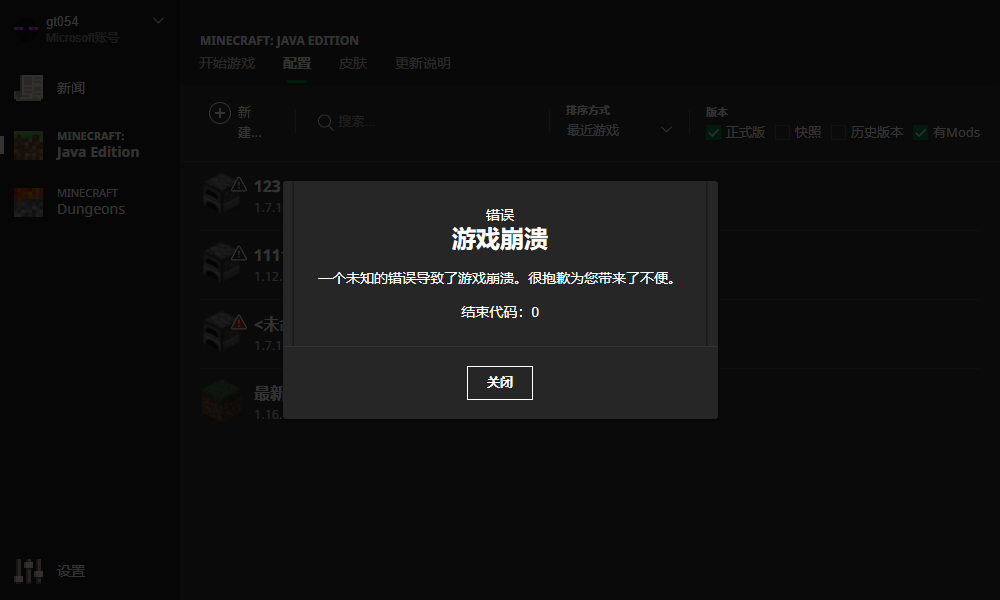 gt054
Microsoft账号
新闻
MINECRAFT:
Java Edition
MINECRAFT
Dungeons
设置
MINECRAFT: JAVA EDITION
开始游戏 配置 皮肤 更新说明
新
建...
搜索...
排序方式
最近游戏
版本
正式版 快照 历史版本 有Mods
123
1.7.1
111
1.12.
<未
1.7.1
最新
1.16.
错误
游戏崩溃
一个未知的错误导致了游戏崩溃。很抱歉为您带来了不便。
结束代码：0
关闭